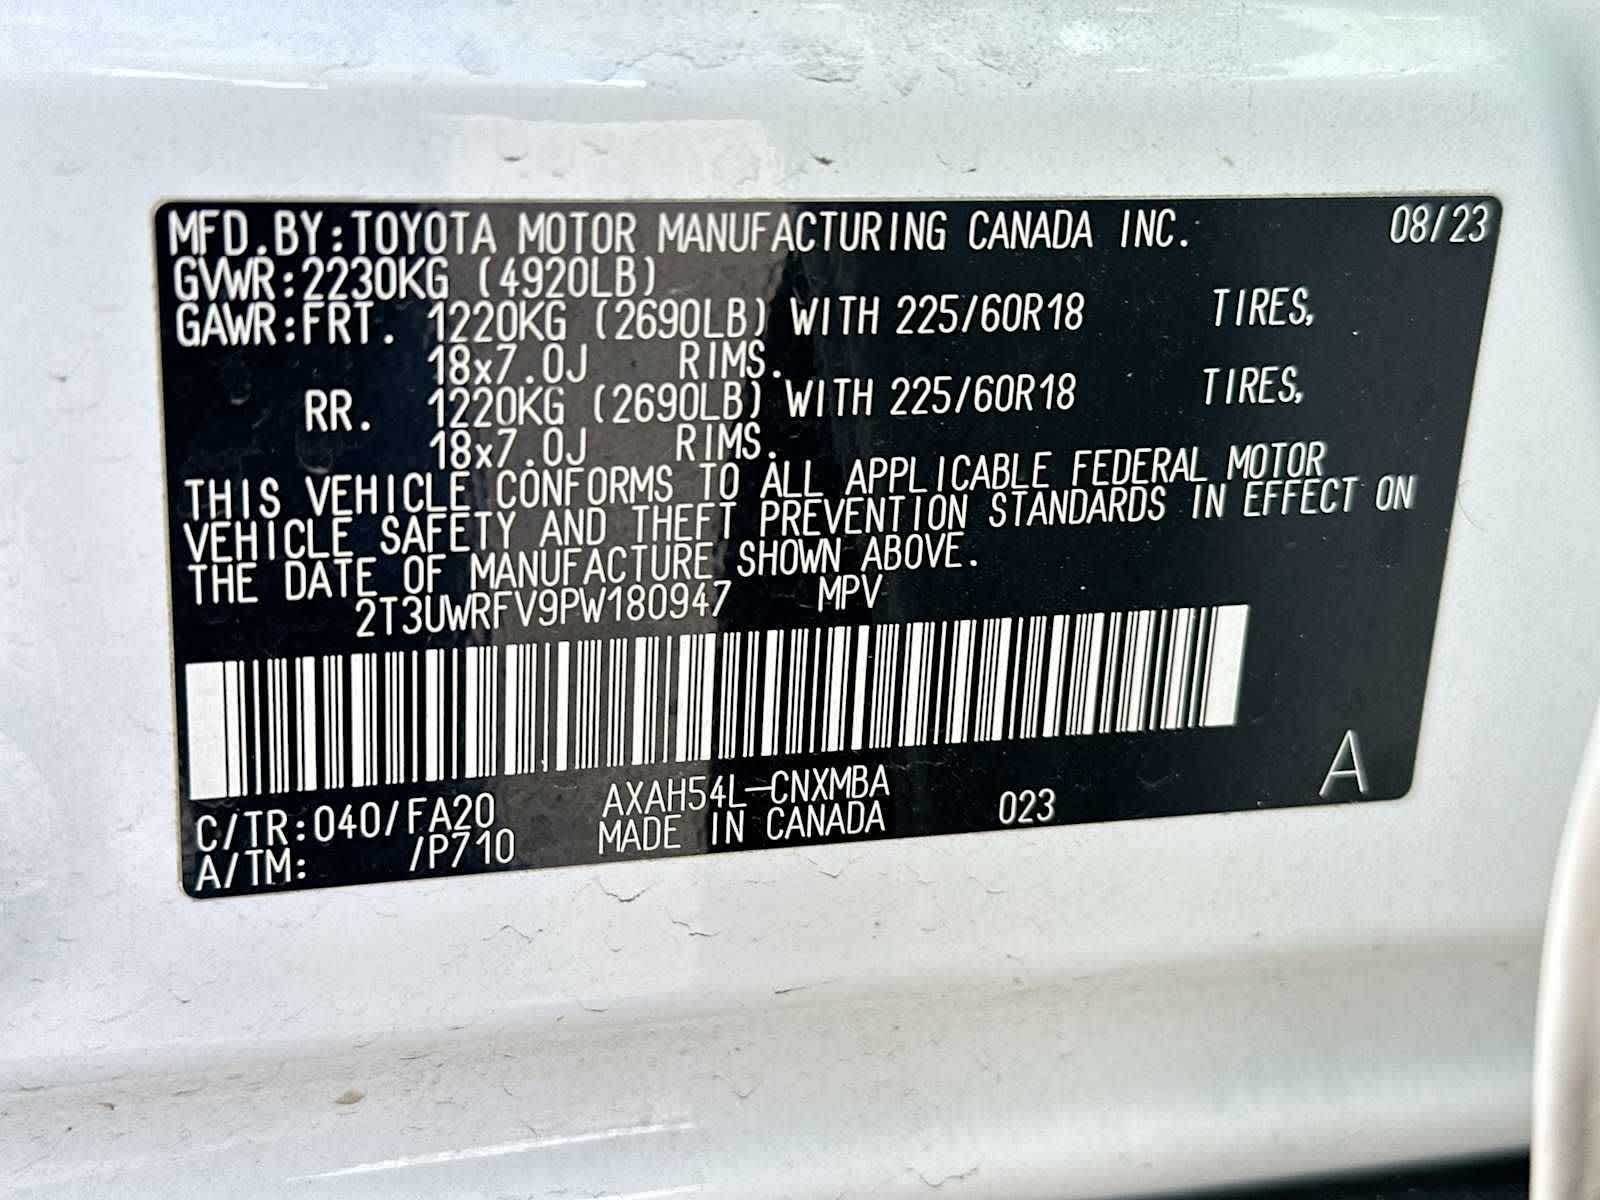 MFD.BY:TOYOTA MOTOR MANUFACTURING CANADA INC. 08/23
GVWR:2230KG (4920LB)
GAWR:FRT. 1220KG (2690LB) WITH 225/60R18 TIRES,
18x7.0J RIMS.
RR. 1220KG (2690LB) WITH 225/60R18 TIRES,
18x7.0J RIMS.
THIS VEHICLE CONFORMS TO ALL APPLICABLE FEDERAL MOTOR
VEHICLE SAFETY AND THEFT PREVENTION STANDARDS IN EFFECT ON
THE DATE OF MANUFACTURE SHOWN ABOVE.
2T3UWRFV9PW180947 MPV
C/TR:040/FA20 AXAH54L-CNXMBA
A/TM: /P710 MADE IN CANADA 023
A